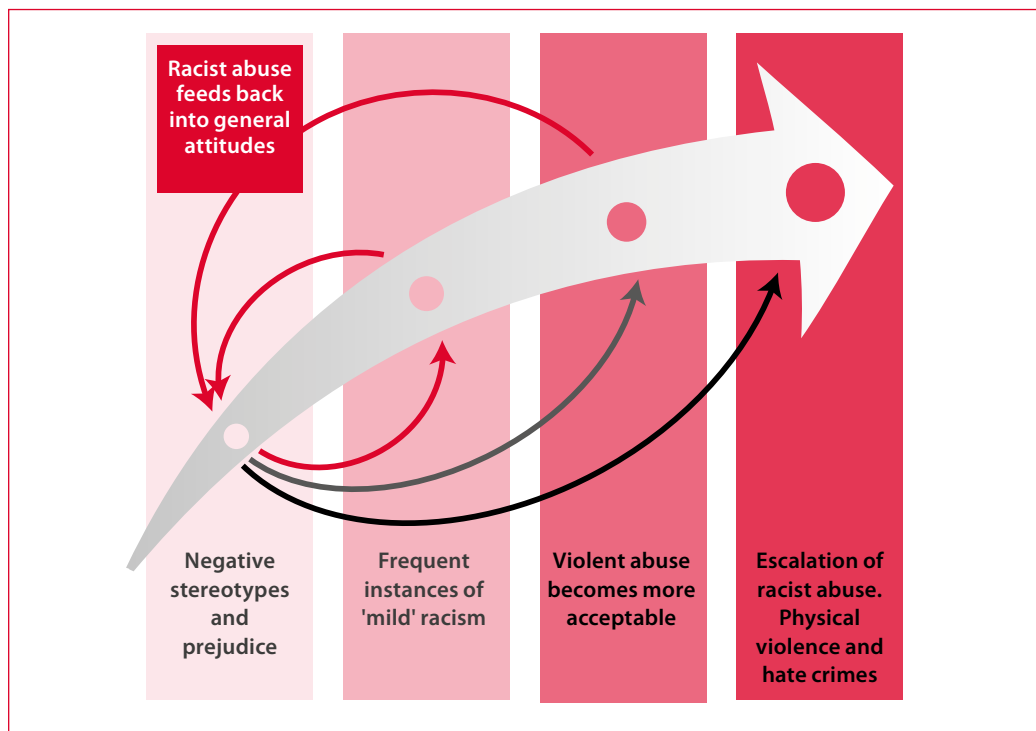 Racist abuse
feeds back
into general
attitudes
Negative
stereotypes
and
prejudice
Frequent
instances of
'mild' racism
Violent abuse
becomes more
acceptable
Escalation of
racist abuse.
Physical
violence and
hate crimes